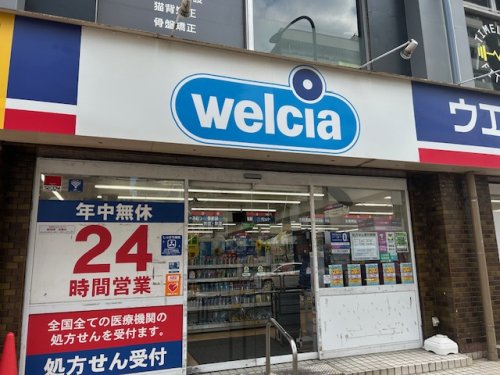 猫背矯正
骨盤矯正
welcia
ウエ
年中無休
24
時間営業
全国全ての医療機関の
処方せんを受付ます。
処方せん受付